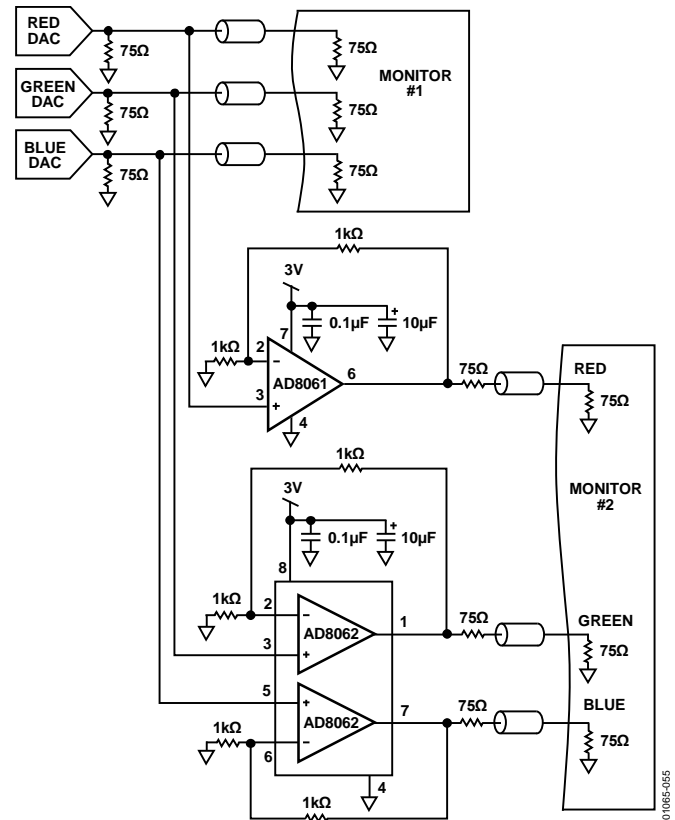 RED
DAC
75Ω
75Ω
MONITOR
#1
GREEN
DAC
75Ω
75Ω
BLUE
DAC
75Ω
75Ω
1kΩ
3V
7
0.1µF
+
10µF
1kΩ
2
−
AD8061
6
3
+
4
75Ω
RED
75Ω
MONITOR
#2
1kΩ
3V
8
0.1µF
+
10µF
1kΩ
2
−
AD8062
1
3
+
75Ω
GREEN
75Ω
5
+
AD8062
7
1kΩ
−
6
75Ω
BLUE
75Ω
4
1kΩ
01065-055